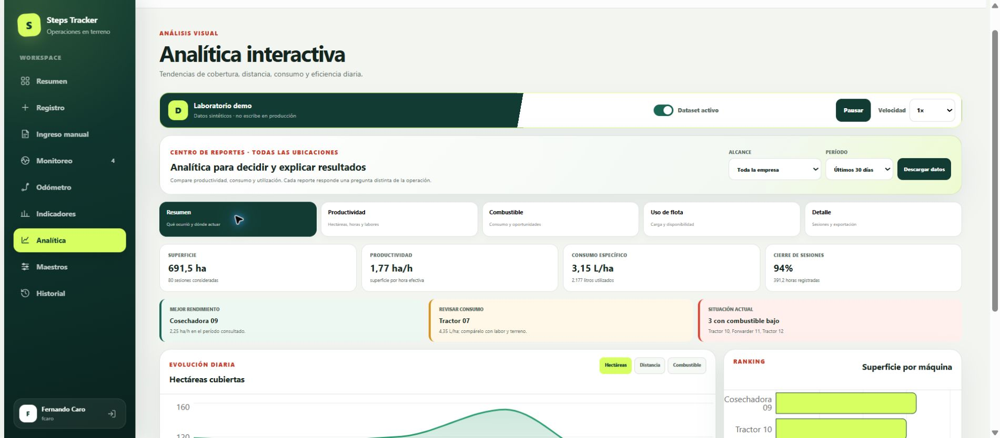 S
Steps Tracker
Operaciones en terreno
WORKSPACE
Resumen
Registro
Ingreso manual
Monitoreo 4
Odómetro
Indicadores
Analítica
Maestros
Historial
F
Fernando Caro
fcaro
ANÁLISIS VISUAL
Analítica interactiva
Tendencias de cobertura, distancia, consumo y eficiencia diaria.
D
Laboratorio demo
Datos sintéticos · no escribe en producción
Dataset activo
Pausar
Velocidad
1×
CENTRO DE REPORTES · TODAS LAS UBICACIONES
Analítica para decidir y explicar resultados
Compare productividad, consumo y utilización. Cada reporte responde una pregunta distinta de la operación.
ALCANCE
Toda la empresa
PERÍODO
Últimos 30 días
Descargar datos
Resumen
Qué ocurrió y dónde actuar
Productividad
Hectáreas, horas y labores
Combustible
Consumo y oportunidades
Uso de flota
Carga y disponibilidad
Detalle
Sesiones y exportación
SUPERFICIE
691,5 ha
80 sesiones consideradas
PRODUCTIVIDAD
1,77 ha/h
superficie por hora efectiva
CONSUMO ESPECÍFICO
3,15 L/ha
2.177 litros utilizados
CIERRE DE SESIONES
94%
391,2 horas registradas
MEJOR RENDIMIENTO
Cosechadora 09
2,25 ha/h en el período consultado.
REVISAR CONSUMO
Tractor 07
4,35 L/ha; compárelo con labor y terreno.
SITUACIÓN ACTUAL
3 con combustible bajo
Tractor 10, Forwarder 11, Tractor 12
EVOLUCIÓN DIARIA
Hectáreas cubiertas
Hectáreas
Distancia
Combustible
160
120
RANKING
Superficie por máquina
Cosechadora
09
Tractor 10